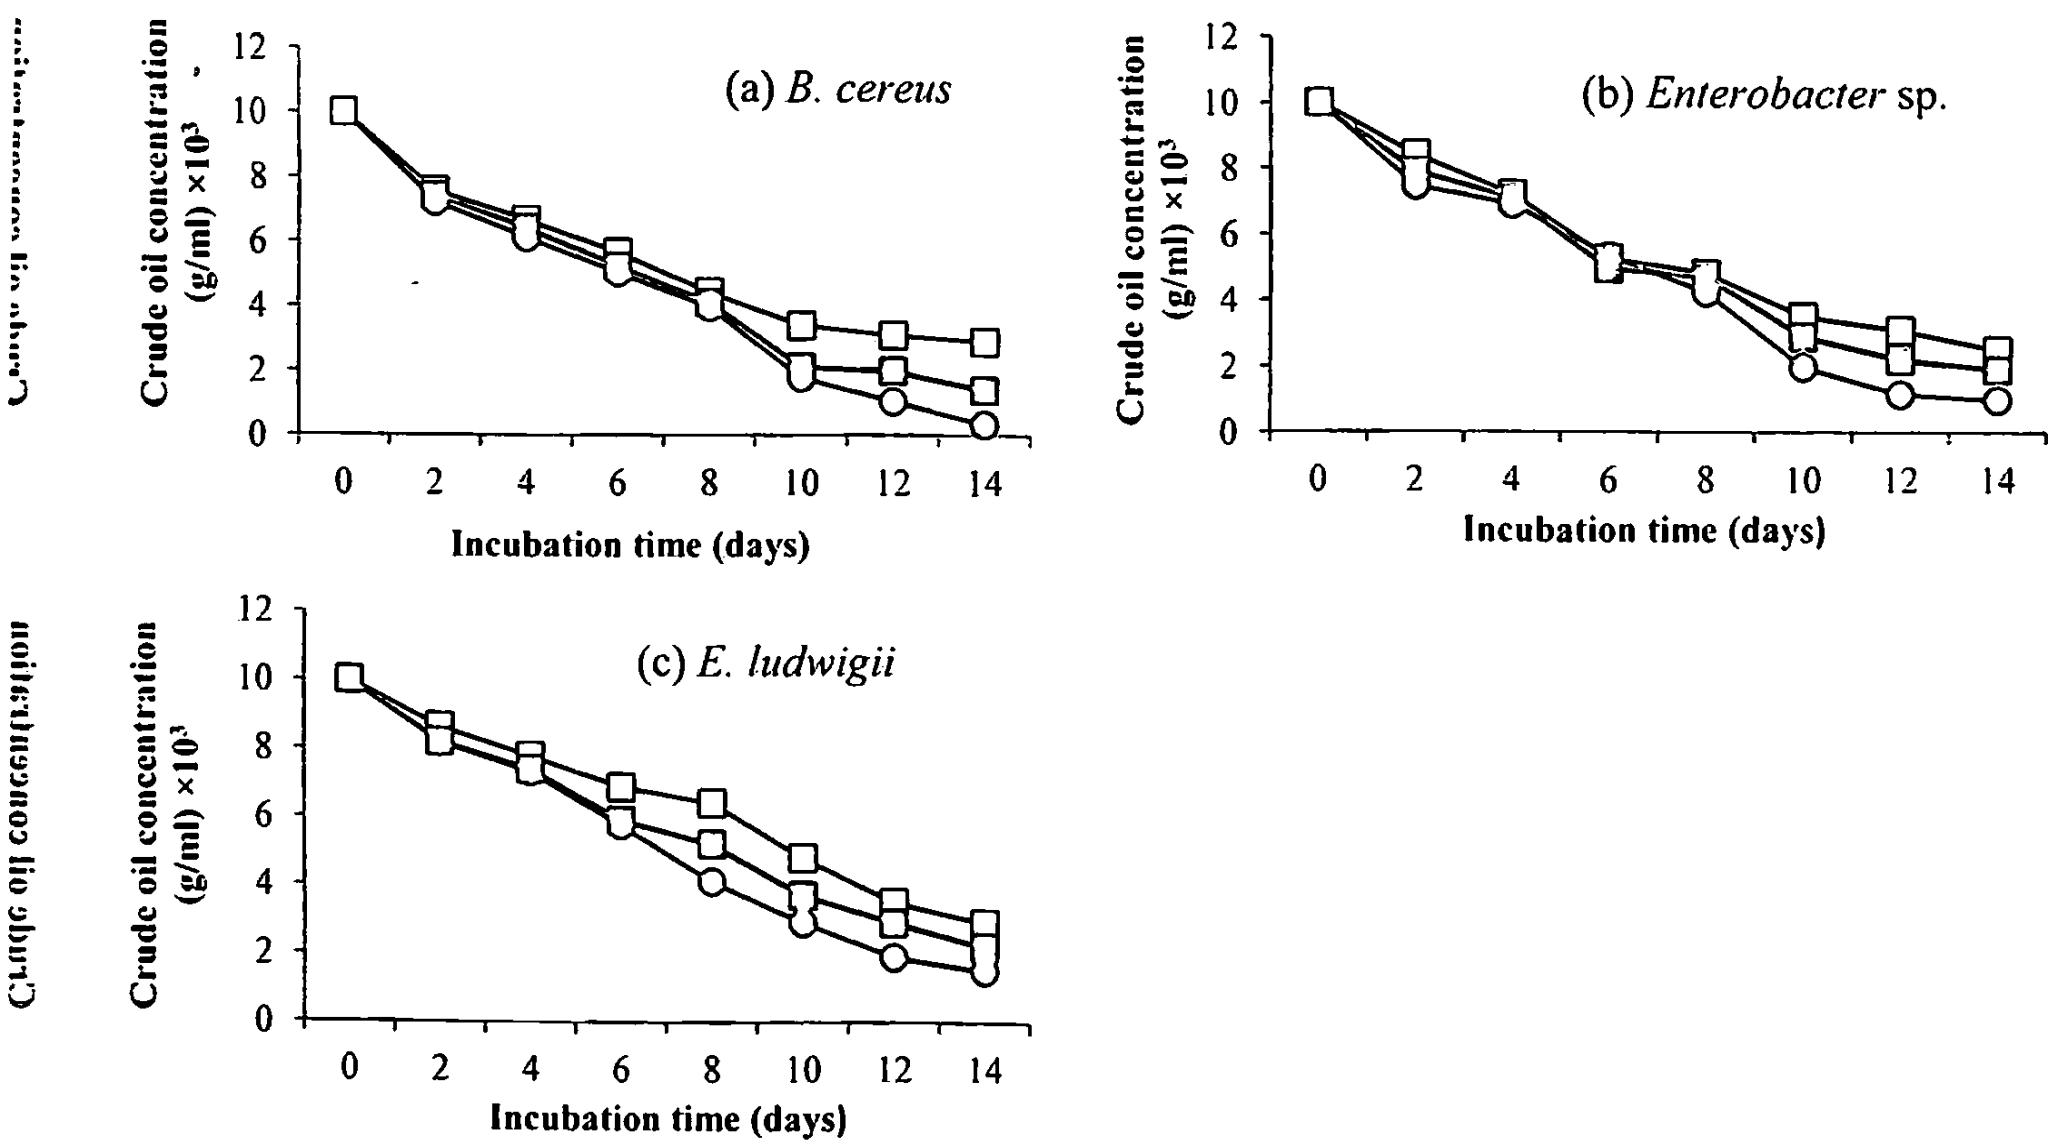 Crude oil concentration
(g/ml) ×10³
12
10
8
6
4
2
0
(a) B. cereus
0 2 4 6 8 10 12 14
Incubation time (days)
Crude oil concentration
(g/ml) ×10³
12
10
8
6
4
2
0
(b) Enterobacter sp.
0 2 4 6 8 10 12 14
Incubation time (days)
Crude oil concentration
Crude oil concentration
(g/ml) ×10³
12
10
8
6
4
2
0
(c) E. ludwigii
0 2 4 6 8 10 12 14
Incubation time (days)